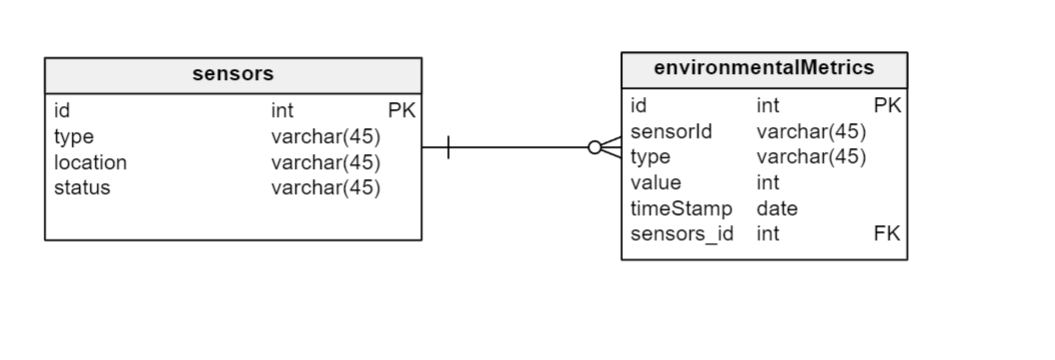 sensors
id int PK
type varchar(45)
location varchar(45)
status varchar(45)
environmentalMetrics
id int PK
sensorId varchar(45)
type varchar(45)
value int
timeStamp date
sensors_id int FK